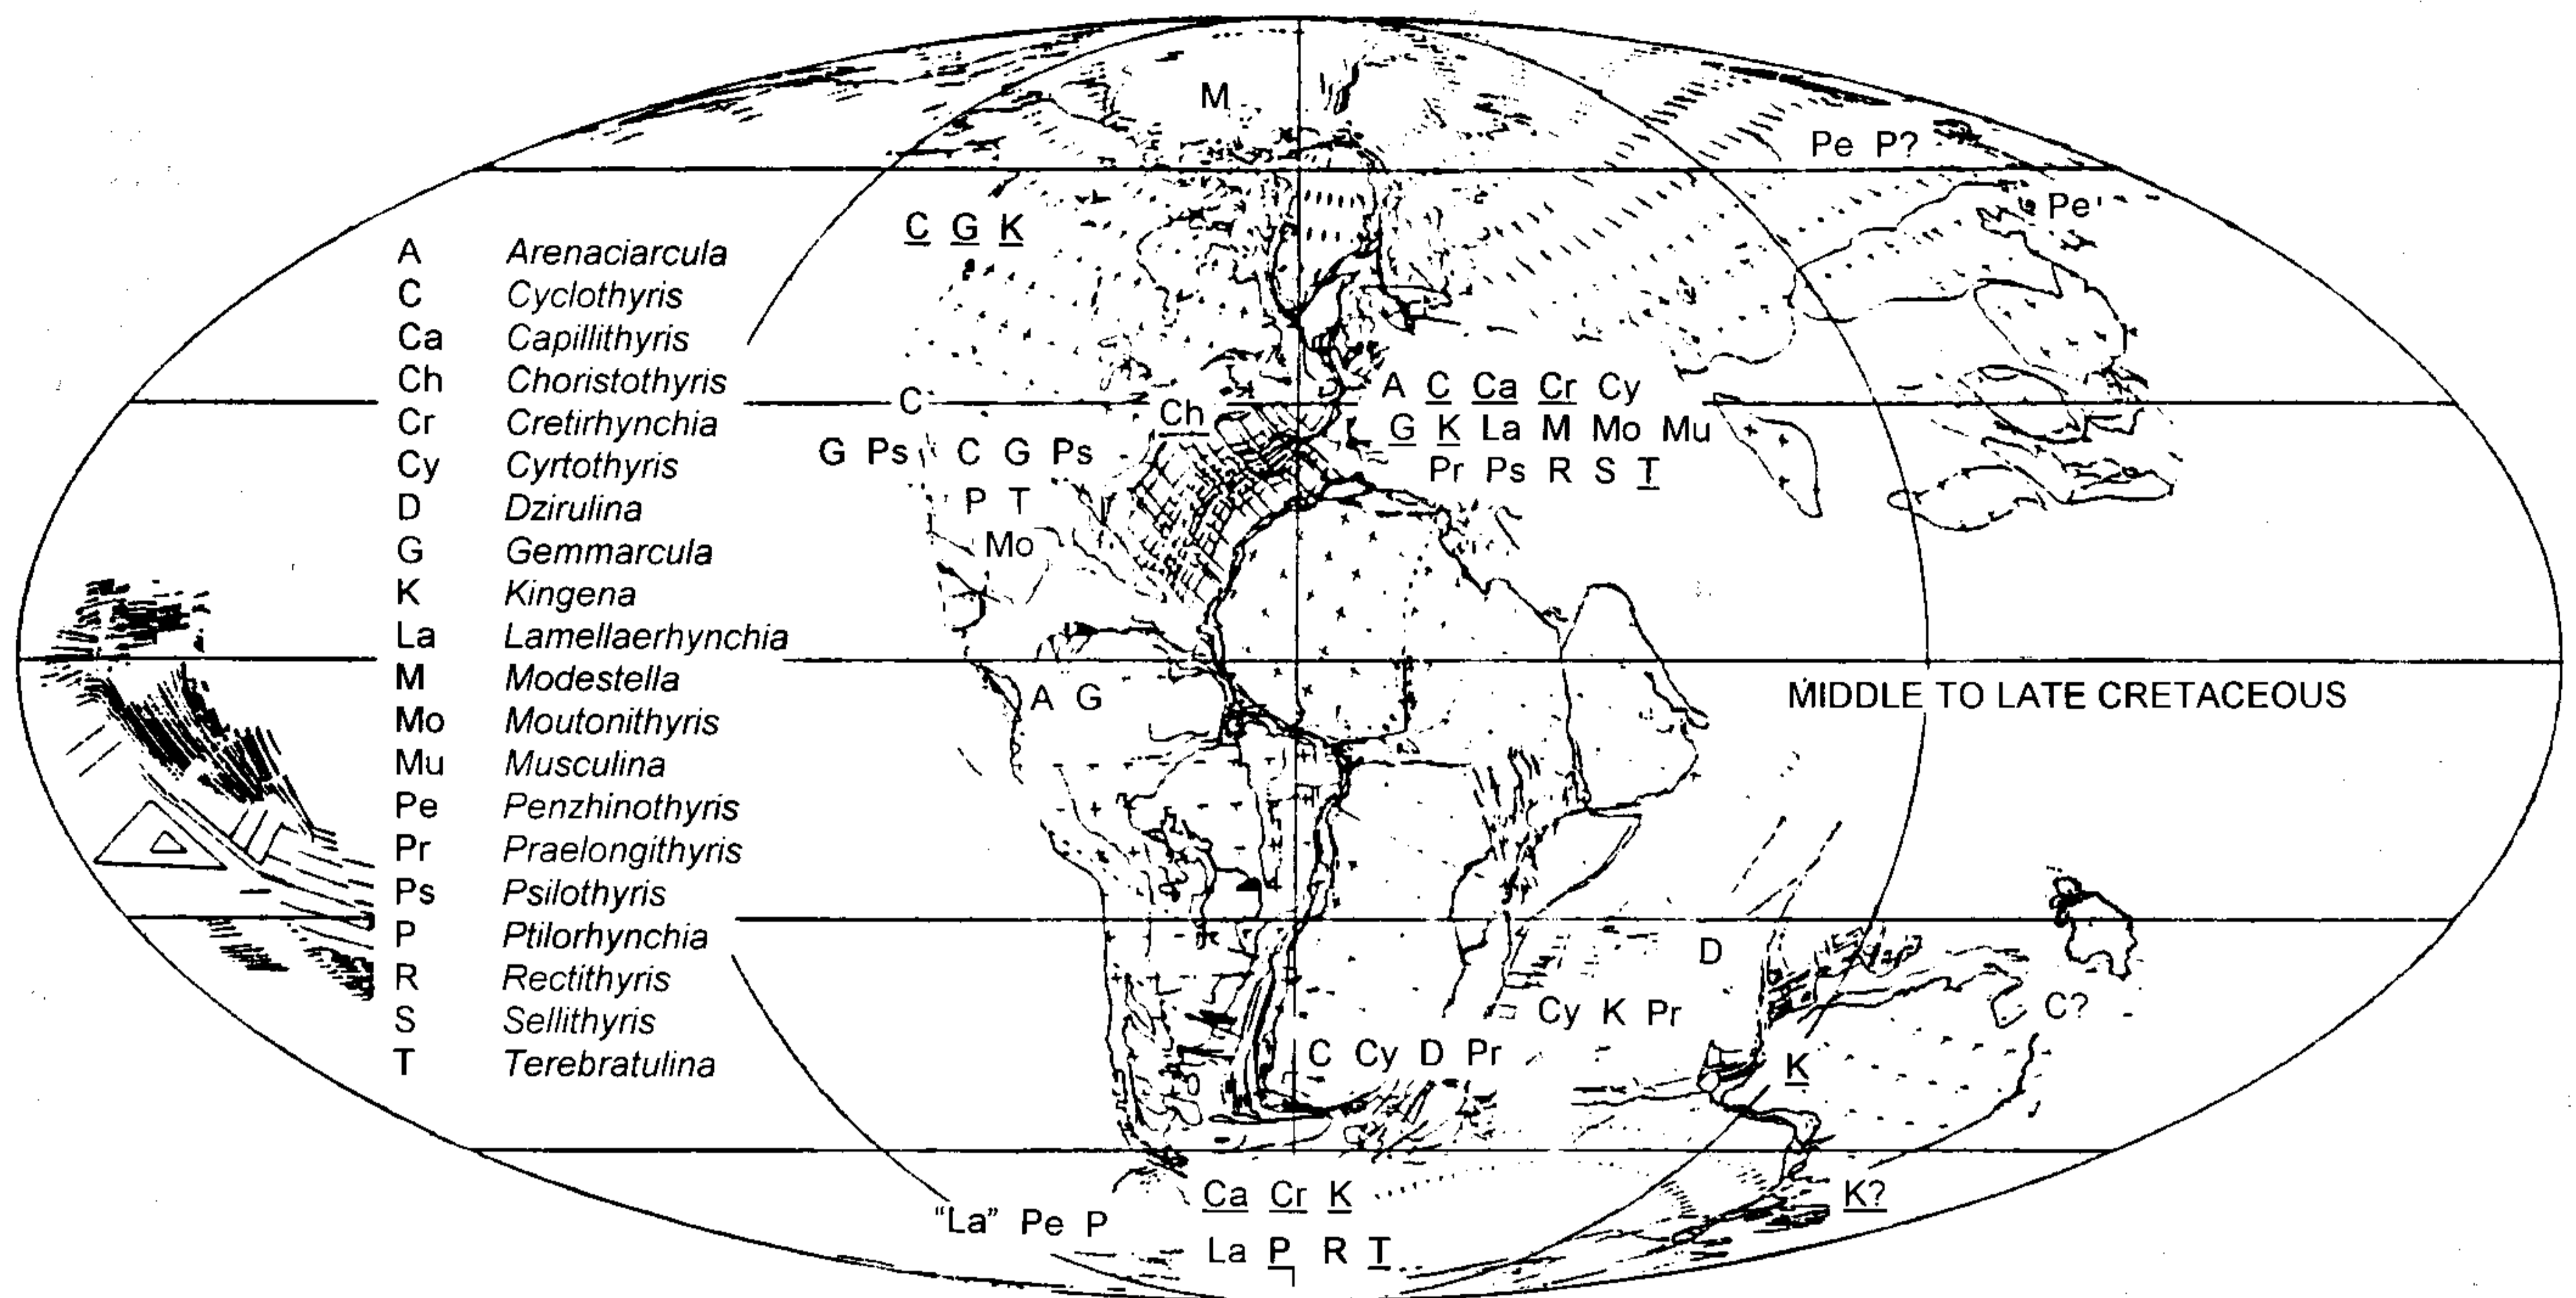 M
Pe P?
Pe
C G K
A Arenaciarcula
C Cyclothyris
Ca Capillithyris
Ch Choristothyris
Cr Cretirhynchia
Cy Cyrtothyris
D Dzirulina
G Gemmarcula
K Kingena
La Lamellaerhynchia
M Modestella
Mo Moutonithyris
Mu Musculina
Pe Penzhinothyris
Pr Praelongithyris
Ps Psilothyris
P Ptilorhynchia
R Rectithyris
S Sellithyris
T Terebratulina
C
Ch
G Ps
C G Ps
P T
Mo
A C Ca Cr Cy
G K La M Mo Mu
Pr Ps R S T
A G
MIDDLE TO LATE CRETACEOUS
D
Cy K Pr
C?
C Cy D Pr
K
Ca Cr K
K?
"La" Pe P
La P R T